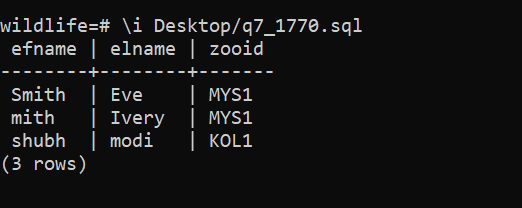 wildlife=# \i Desktop/q7_1770.sql
 efname | elname | zooid
--------+--------+-------
 Smith  | Eve    | MYS1
 mith   | Ivery  | MYS1
 shubh  | modi   | KOL1
(3 rows)